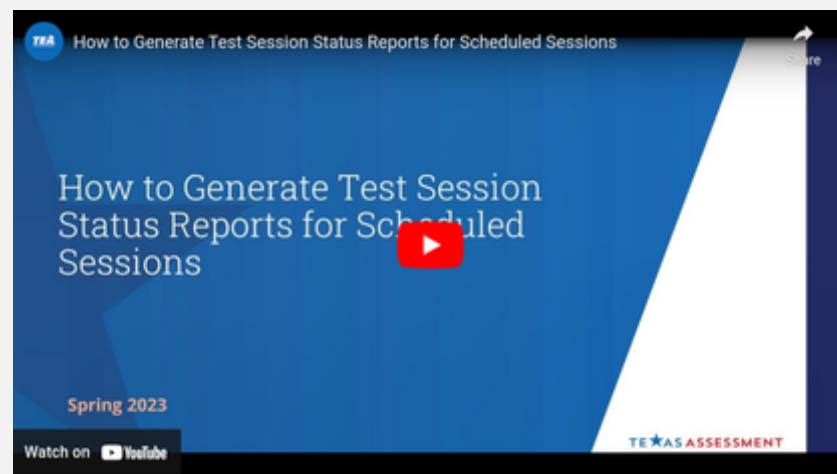 TEA How to Generate Test Session Status Reports for Scheduled Sessions
Share
How to Generate Test Session
Status Reports for Scheduled
Sessions
Spring 2023
Watch on YouTube
TEXAS ASSESSMENT